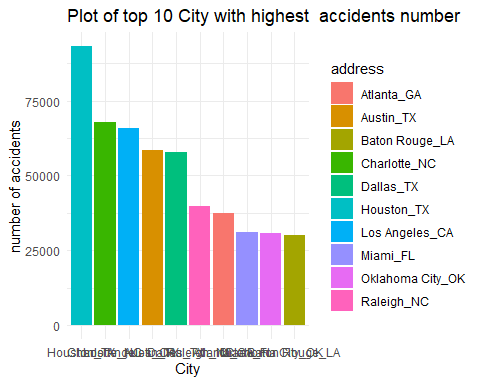 Plot of top 10 City with highest  accidents number
number of accidents
75000
50000
25000
0
City
address
Atlanta_GA
Austin_TX
Baton Rouge_LA
Charlotte_NC
Dallas_TX
Houston_TX
Los Angeles_CA
Miami_FL
Oklahoma City_OK
Raleigh_NC